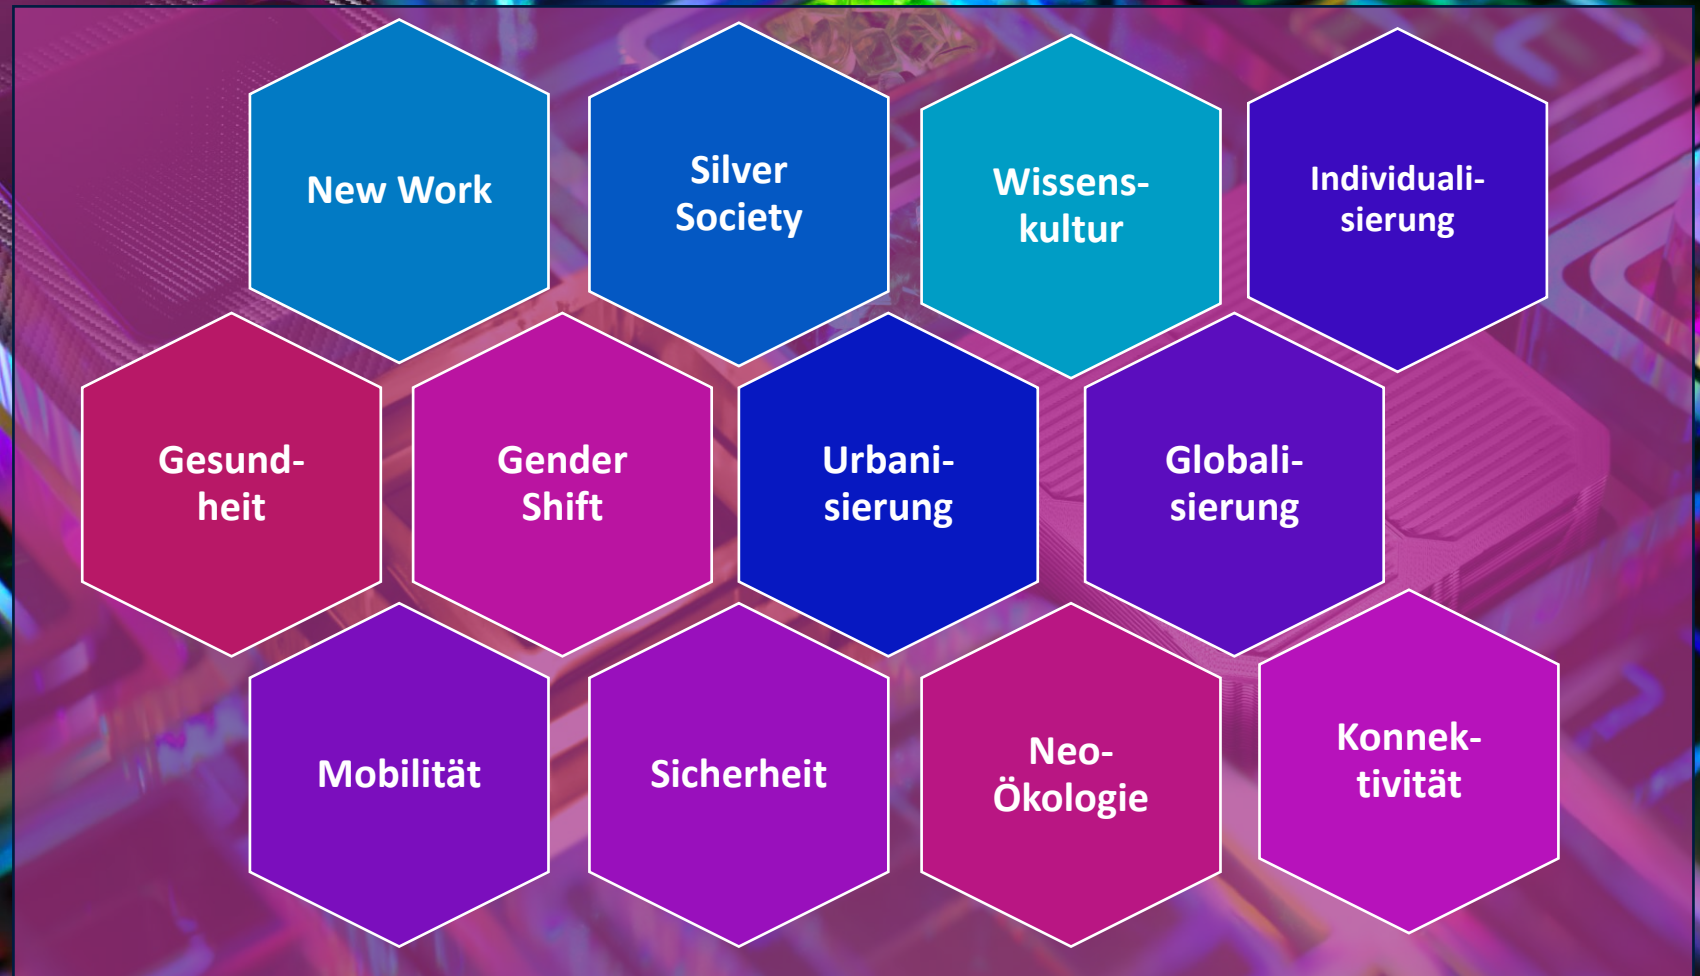 New Work
Silver
Society
Wissens-
kultur
Individuali-
sierung
Gesund-
heit
Gender
Shift
Urbani-
sierung
Globali-
sierung
Mobilität
Sicherheit
Neo-
Ökologie
Konnek-
tivität